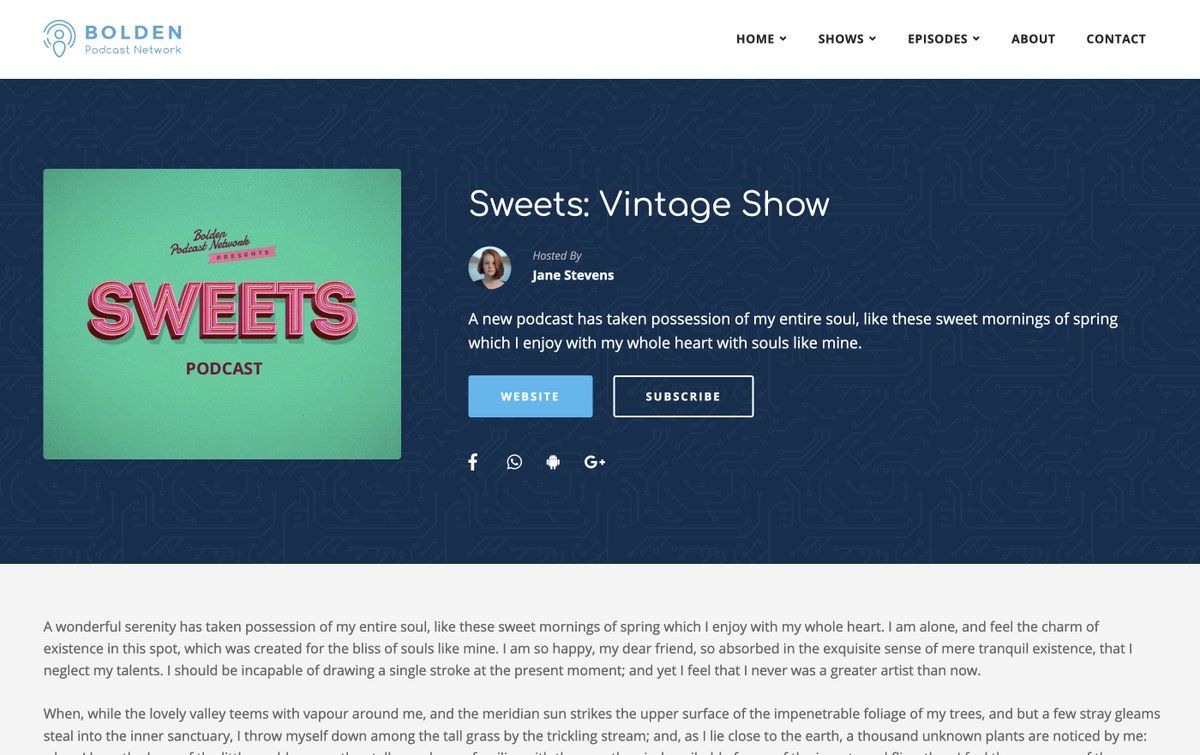 BOLDEN
Podcast Network
HOME
SHOWS
EPISODES
ABOUT
CONTACT
Bolden
Podcast Network
PRESENTS
SWEETS
PODCAST
Sweets: Vintage Show
Hosted By
Jane Stevens
A new podcast has taken possession of my entire soul, like these sweet mornings of spring
which I enjoy with my whole heart with souls like mine.
WEBSITE
SUBSCRIBE
G+
A wonderful serenity has taken possession of my entire soul, like these sweet mornings of spring which I enjoy with my whole heart. I am alone, and feel the charm of
existence in this spot, which was created for the bliss of souls like mine. I am so happy, my dear friend, so absorbed in the exquisite sense of mere tranquil existence, that I
neglect my talents. I should be incapable of drawing a single stroke at the present moment; and yet I feel that I never was a greater artist than now.
When, while the lovely valley teems with vapour around me, and the meridian sun strikes the upper surface of the impenetrable foliage of my trees, and but a few stray gleams
steal into the inner sanctuary, I throw myself down among the tall grass by the trickling stream; and, as I lie close to the earth, a thousand unknown plants are noticed by me: